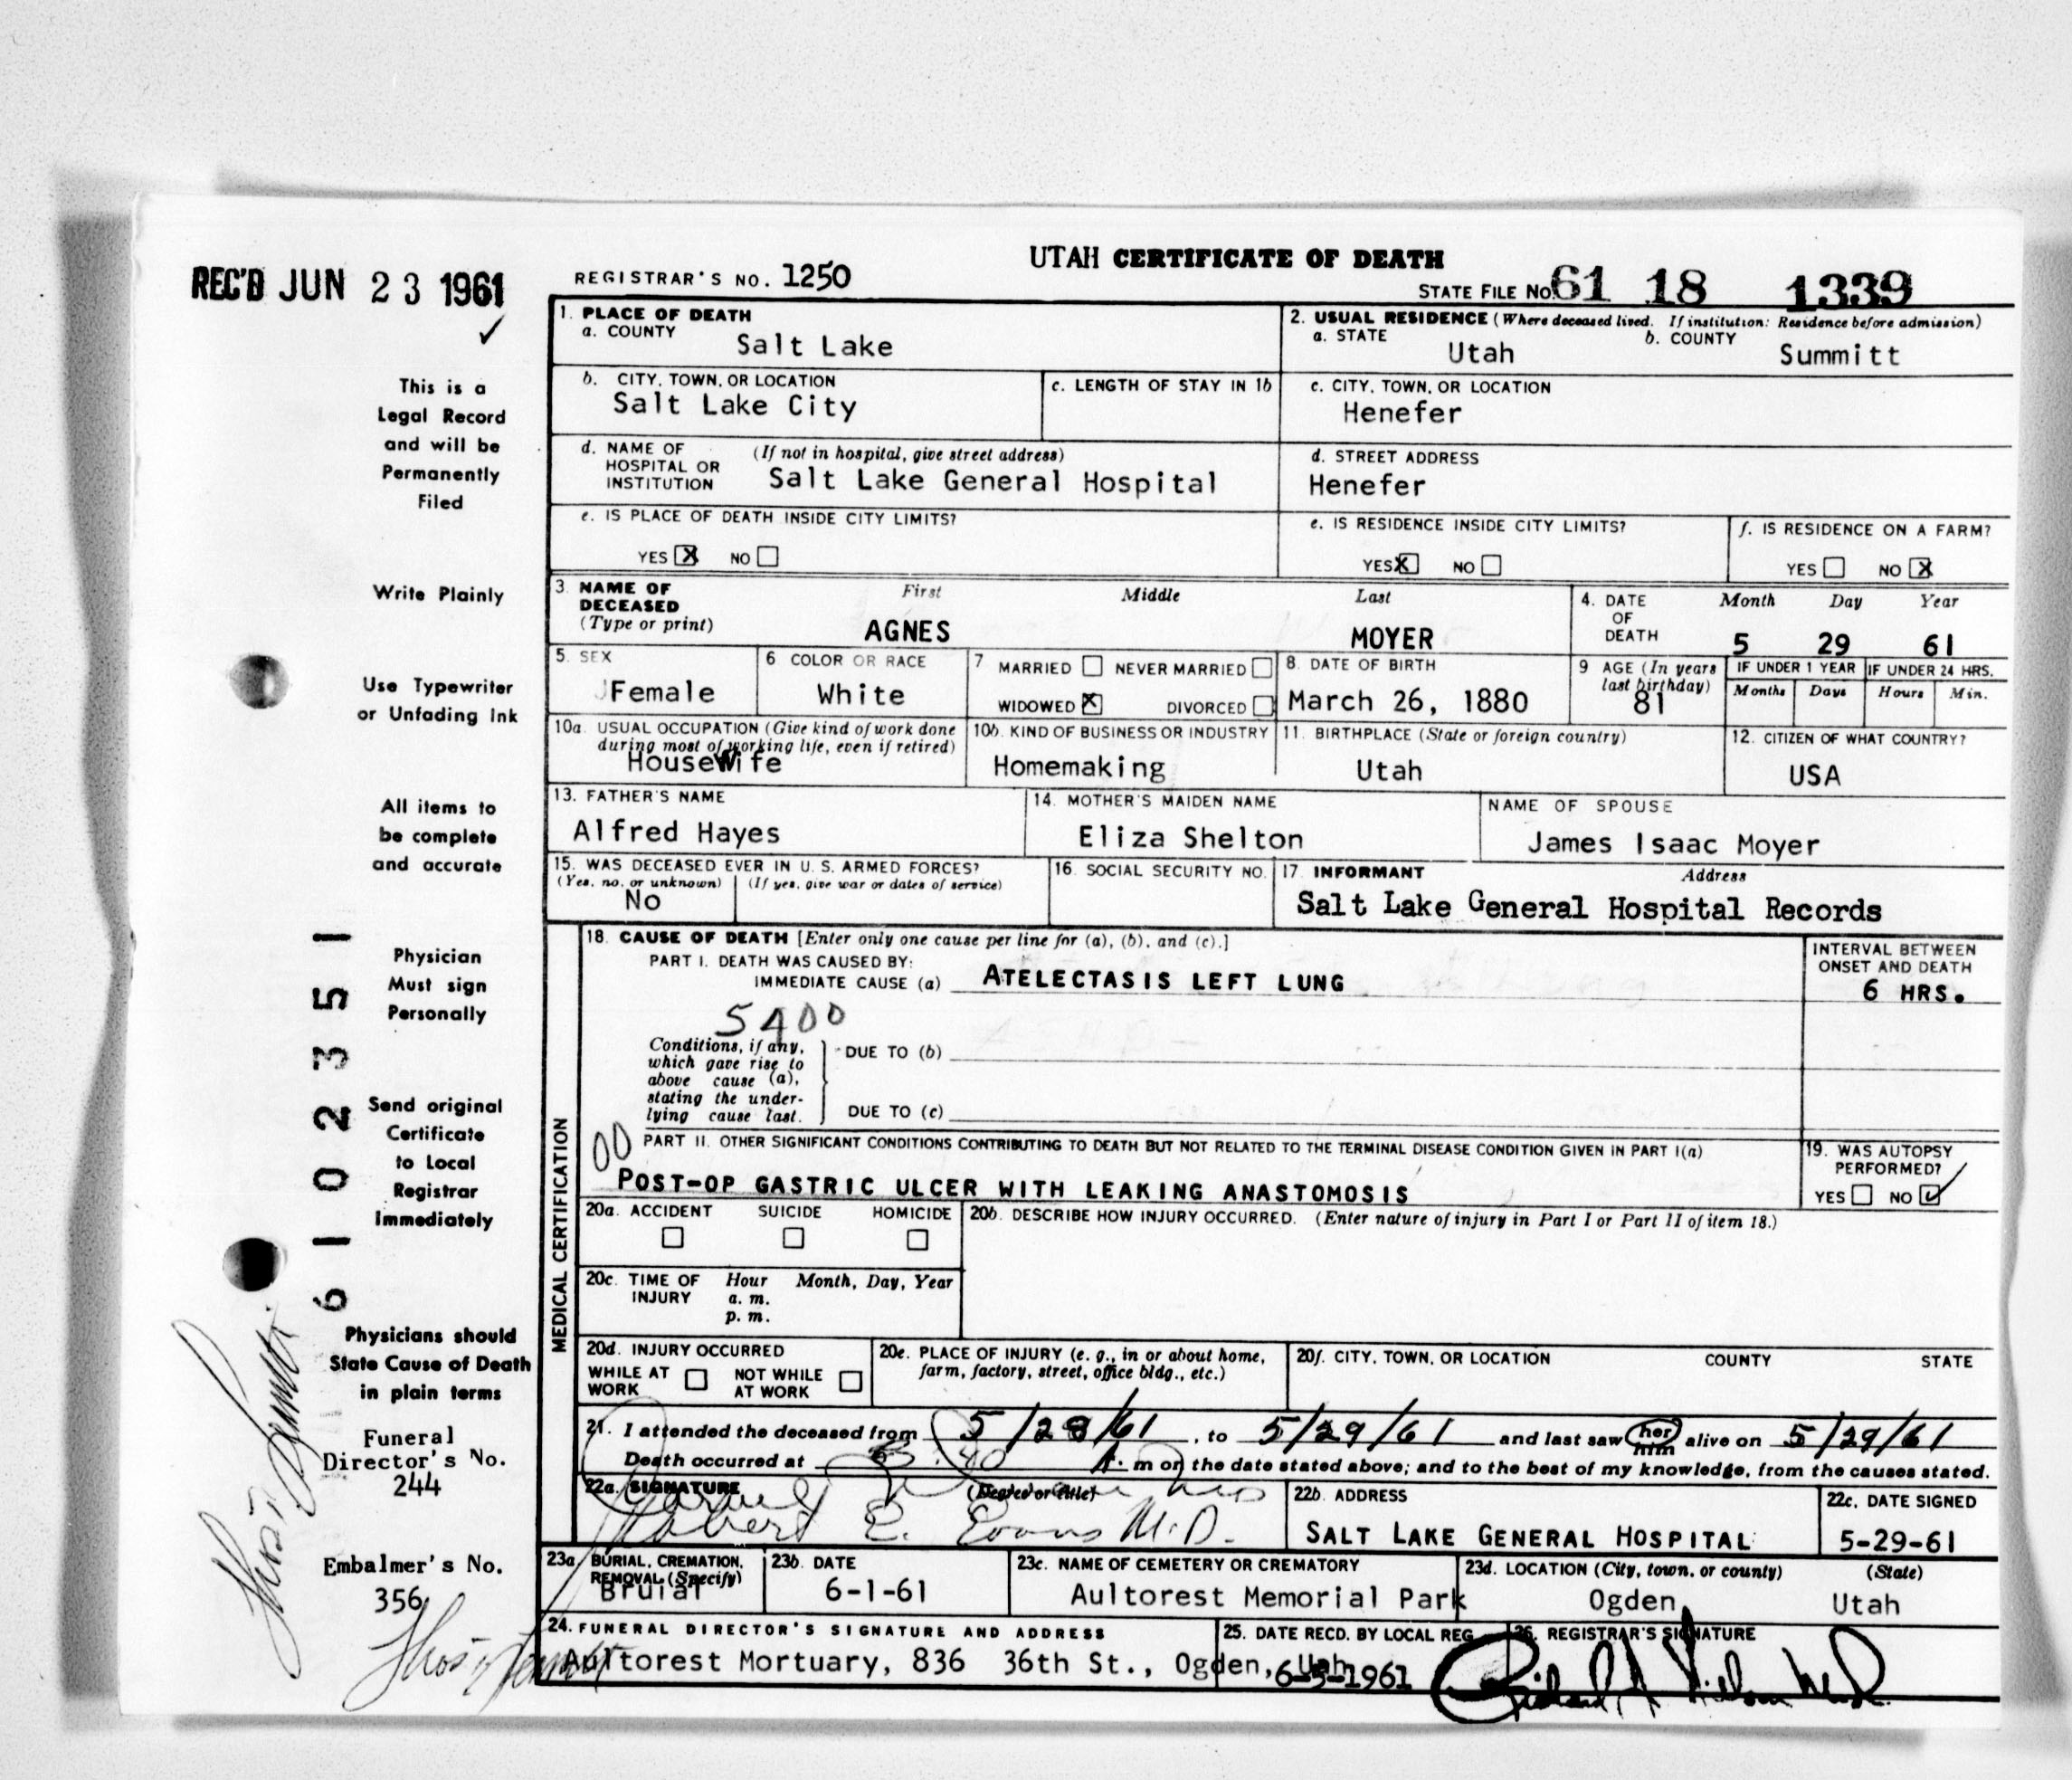 UTAH CERTIFICATE OF DEATH
REC'D JUN 23 1961
REGISTRAR'S NO. 1250
STATE FILE NO. 61 18 1339
✓
This is a
Legal Record
and will be
Permanently
Filed
Write Plainly
Use Typewriter
or Unfading Ink
All items to
be complete
and accurate
Physician
Must sign
Personally
Send original
Certificate
to Local
Registrar
Immediately
Physicians should
State Cause of Death
in plain terms
Funeral
Director's No.
244
Embalmer's No.
356
61 02351
1. PLACE OF DEATH
a. COUNTY
Salt Lake
2. USUAL RESIDENCE (Where deceased lived. If institution: Residence before admission)
a. STATE b. COUNTY
Utah Summitt
b. CITY, TOWN, OR LOCATION
Salt Lake City
c. LENGTH OF STAY IN 1b
c. CITY, TOWN, OR LOCATION
Henefer
d. NAME OF HOSPITAL OR INSTITUTION (If not in hospital, give street address)
Salt Lake General Hospital
d. STREET ADDRESS
Henefer
e. IS PLACE OF DEATH INSIDE CITY LIMITS?
YES X NO
e. IS RESIDENCE INSIDE CITY LIMITS?
YES X NO
f. IS RESIDENCE ON A FARM?
YES NO X
3. NAME OF DECEASED (Type or print)
First Middle Last
AGNES MOYER
4. DATE OF DEATH
Month Day Year
5 29 61
5. SEX
Female
6 COLOR OR RACE
White
7 MARRIED NEVER MARRIED
WIDOWED X DIVORCED
8. DATE OF BIRTH
March 26, 1880
9 AGE (In years last birthday)
81
IF UNDER 1 YEAR IF UNDER 24 HRS.
Months Days Hours Min.
10a. USUAL OCCUPATION (Give kind of work done
during most of working life, even if retired)
HouseWife
10b. KIND OF BUSINESS OR INDUSTRY
Homemaking
11. BIRTHPLACE (State or foreign country)
Utah
12. CITIZEN OF WHAT COUNTRY?
USA
13. FATHER'S NAME
Alfred Hayes
14. MOTHER'S MAIDEN NAME
Eliza Shelton
NAME OF SPOUSE
James Isaac Moyer
15. WAS DECEASED EVER IN U. S. ARMED FORCES?
(Yes, no, or unknown) (If yes, give war or dates of service)
No
16. SOCIAL SECURITY NO.
17. INFORMANT Address
Salt Lake General Hospital Records
MEDICAL CERTIFICATION
18. CAUSE OF DEATH [Enter only one cause per line for (a), (b), and (c).]
PART I. DEATH WAS CAUSED BY:
IMMEDIATE CAUSE (a) ATELECTASIS LEFT LUNG
INTERVAL BETWEEN
ONSET AND DEATH
6 HRS.
5400
Conditions, if any,
which gave rise to
above cause (a),
stating the under-
lying cause last.
DUE TO (b)
DUE TO (c)
00
PART II. OTHER SIGNIFICANT CONDITIONS CONTRIBUTING TO DEATH BUT NOT RELATED TO THE TERMINAL DISEASE CONDITION GIVEN IN PART I(a)
POST-OP GASTRIC ULCER WITH LEAKING ANASTOMOSIS
19. WAS AUTOPSY
PERFORMED?
YES NO ✓
20a. ACCIDENT SUICIDE HOMICIDE
20b. DESCRIBE HOW INJURY OCCURRED. (Enter nature of injury in Part I or Part II of item 18.)
20c. TIME OF INJURY Hour Month, Day, Year
a. m.
p. m.
20d. INJURY OCCURRED
WHILE AT WORK NOT WHILE AT WORK
20e. PLACE OF INJURY (e. g., in or about home,
farm, factory, street, office bldg., etc.)
20f. CITY, TOWN, OR LOCATION COUNTY STATE
21. I attended the deceased from 5/28/61, to 5/29/61 and last saw her him alive on 5/29/61
Death occurred at :40 A. m on the date stated above; and to the best of my knowledge, from the causes stated.
22a. SIGNATURE (Degree or title)
Robert E. Evans M.D.
22b. ADDRESS
SALT LAKE GENERAL HOSPITAL
22c. DATE SIGNED
5-29-61
23a. BURIAL, CREMATION,
REMOVAL (Specify)
Bruial
23b. DATE
6-1-61
23c. NAME OF CEMETERY OR CREMATORY
Aultorest Memorial Park
23d. LOCATION (City, town, or county) (State)
Ogden, Utah
24. FUNERAL DIRECTOR'S SIGNATURE AND ADDRESS
Aultorest Mortuary, 836 36th St., Ogden, Utah
25. DATE RECD. BY LOCAL REG.
6-5-1961
26. REGISTRAR'S SIGNATURE